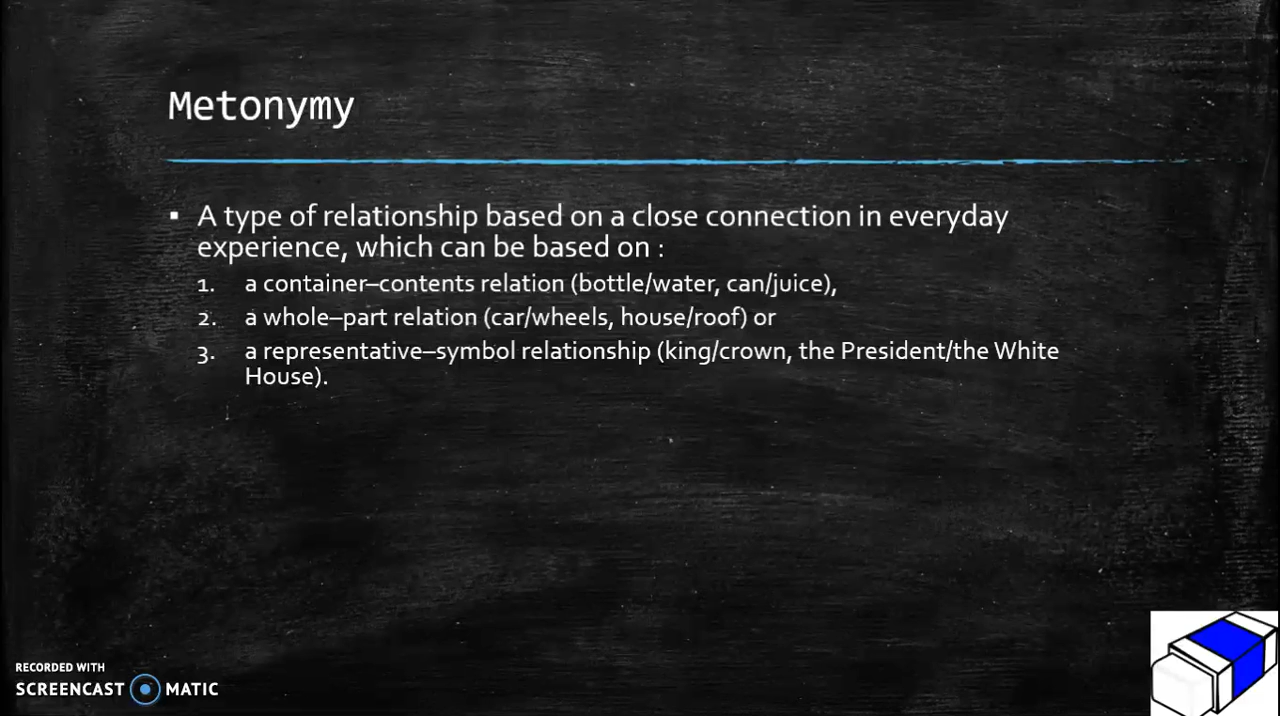 Metonymy
▪ A type of relationship based on a close connection in everyday
experience, which can be based on :
1. a container–contents relation (bottle/water, can/juice),
2. a whole–part relation (car/wheels, house/roof) or
3. a representative–symbol relationship (king/crown, the President/the White
House).
RECORDED WITH
SCREENCAST MATIC